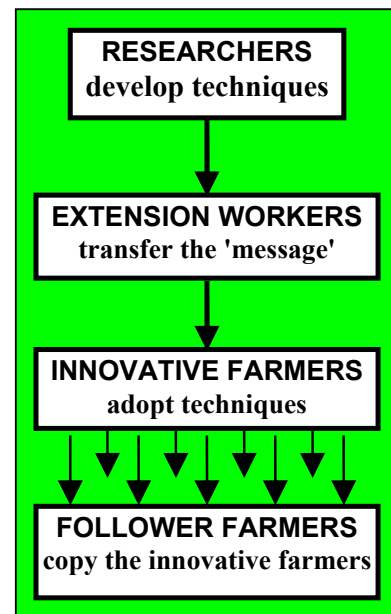 RESEARCHERS
develop techniques
EXTENSION WORKERS
transfer the 'message'
INNOVATIVE FARMERS
adopt techniques
FOLLOWER FARMERS
copy the innovative farmers